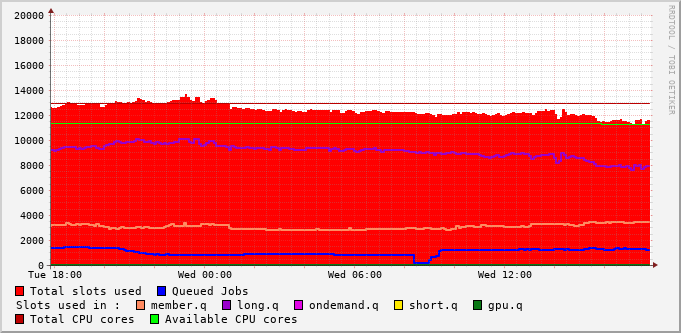 20000
18000
16000
14000
12000
10000
8000
6000
4000
2000
0
Tue 18:00 Wed 00:00 Wed 06:00 Wed 12:00
Total slots used Queued Jobs
Slots used in : member.q long.q ondemand.q short.q gpu.q
Total CPU cores Available CPU cores
RRDTOOL / TOBI OETIKER